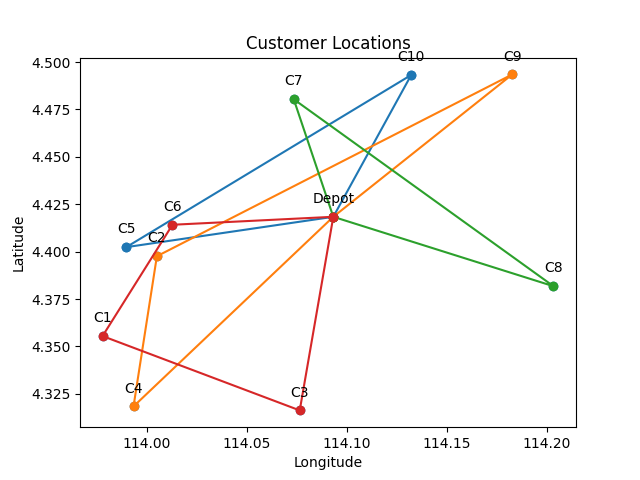 Customer Locations
C10
C9
C7
Depot
C6
C5
C2
C8
C1
C4
C3
4.500
4.475
4.450
4.425
4.400
4.375
4.350
4.325
Latitude
114.00
114.05
114.10
114.15
114.20
Longitude